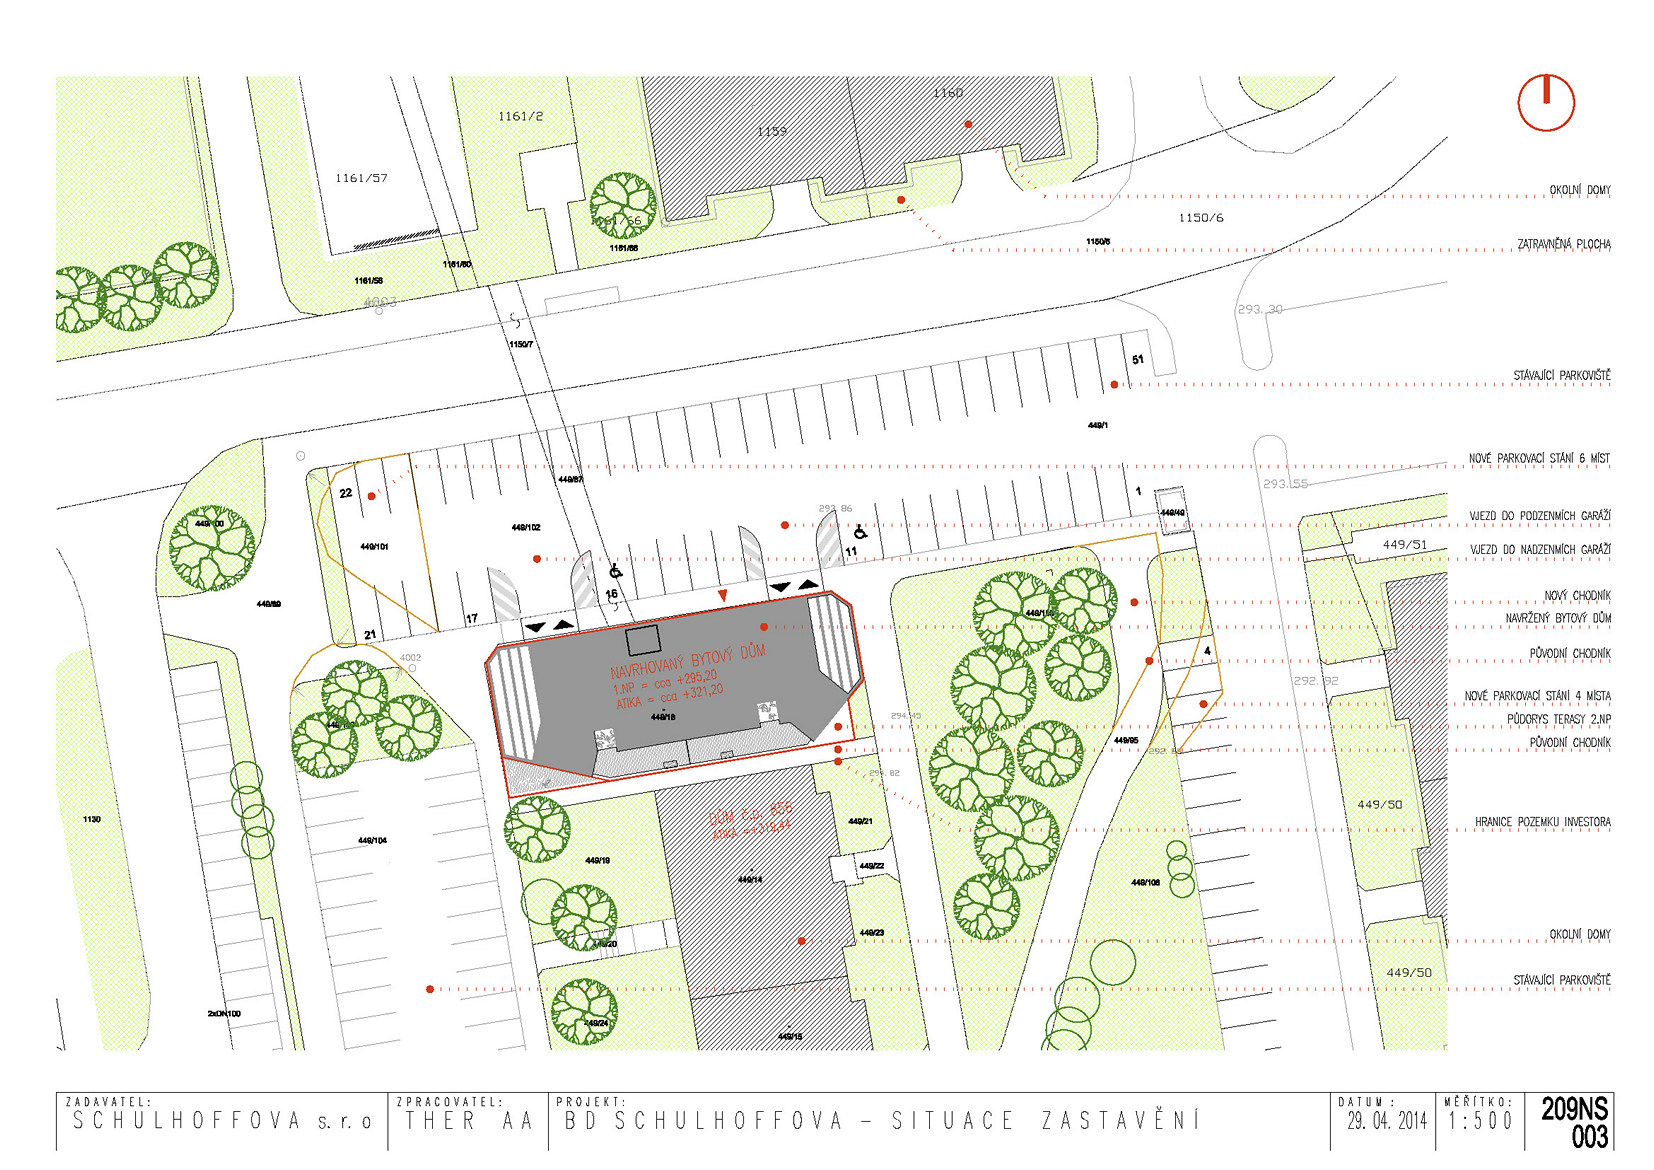 1160
1161/2
1159
1161/57
OKOLNÍ DOMY
1161/66
1150/6
1150/6
1161/66
ZATRAVNĚNÁ PLOCHA
1161/60
1161/58
4003
293.30
1150/7
51
STÁVAJÍCÍ PARKOVIŠTĚ
449/1
NOVÉ PARKOVACÍ STÁNÍ 6 MÍST
449/87
293.55
22
1
293.86
449/49
VJEZD DO PODZEMNÍCH GARÁŽÍ
449/100
449/102
449/101
11
449/51
VJEZD DO NADZEMNÍCH GARÁŽÍ
16
NOVÝ CHODNÍK
449/89
17
NAVRŽENÝ BYTOVÝ DŮM
21
4002
NAVRHOVANÝ BYTOVÝ DŮM
1.NP = cca +295,20
ATIKA = cca +321,20
4
PŮVODNÍ CHODNÍK
292.92
NOVÉ PARKOVACÍ STÁNÍ 4 MÍSTA
449/18
294.45
PŮDORYS TERASY 2.NP
449/95
PŮVODNÍ CHODNÍK
294.82
449/50
DŮM č.p. 856
ATIKA =+319,44
1130
449/21
HRANICE POZEMKU INVESTORA
449/104
449/19
449/22
449/14
449/106
449/23
OKOLNÍ DOMY
449/20
449/50
STÁVAJÍCÍ PARKOVIŠTĚ
2xDN100
449/24
449/15
ZADAVATEL:
SCHULHOFFOVA s.r.o
ZPRACOVATEL:
THER AA
PROJEKT:
BD SCHULHOFFOVA – SITUACE ZASTAVĚNÍ
DATUM :
29.04.2014
MĚŘÍTKO:
1:500
209NS
003